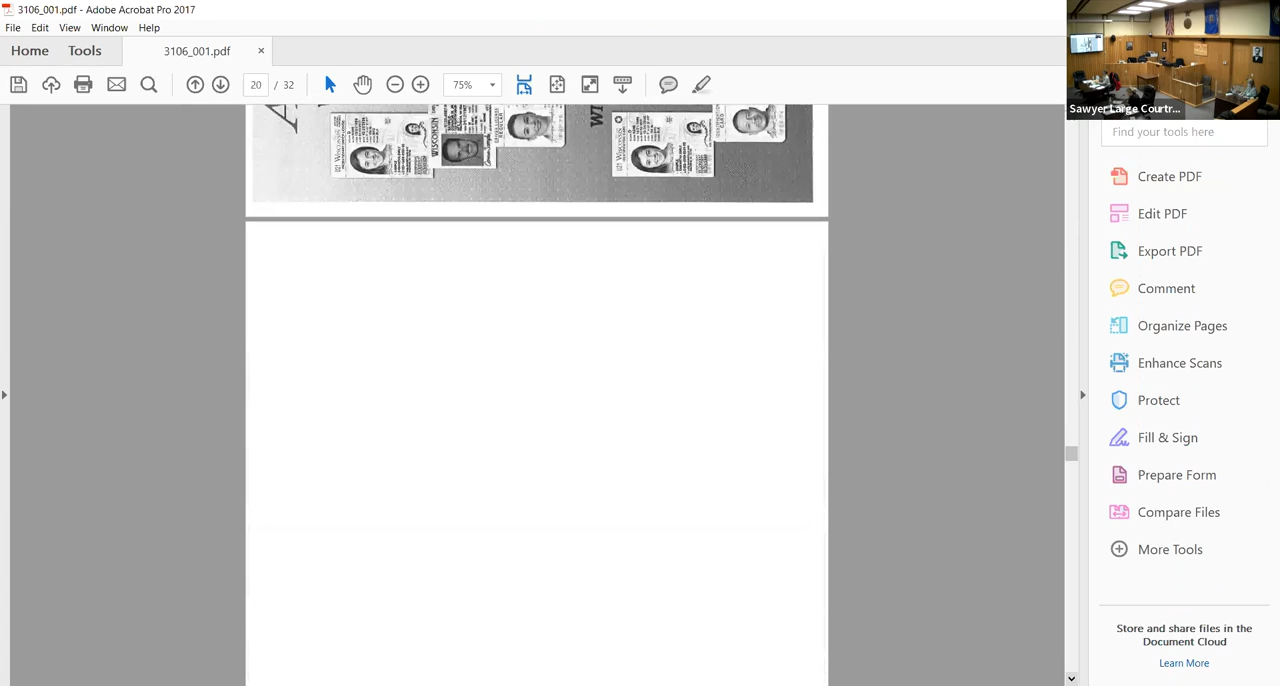 3106_001.pdf - Adobe Acrobat Pro 2017
File Edit View Window Help
Home Tools 3106_001.pdf ×
20 / 32 75%
Sawyer Large Courtr...
Find your tools here
Create PDF
Edit PDF
Export PDF
Comment
Organize Pages
Enhance Scans
Protect
Fill & Sign
Prepare Form
Compare Files
More Tools
Store and share files in the
Document Cloud
Learn More
WISCONSIN
WISCONSIN